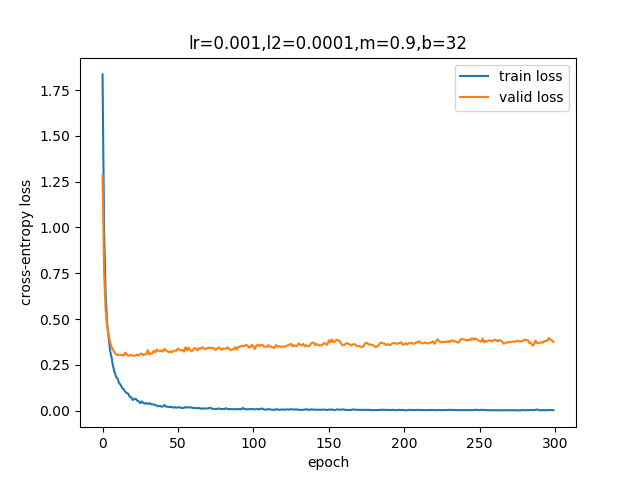 lr=0.001,l2=0.0001,m=0.9,b=32
train loss
valid loss
cross-entropy loss
1.75
1.50
1.25
1.00
0.75
0.50
0.25
0.00
0 50 100 150 200 250 300
epoch